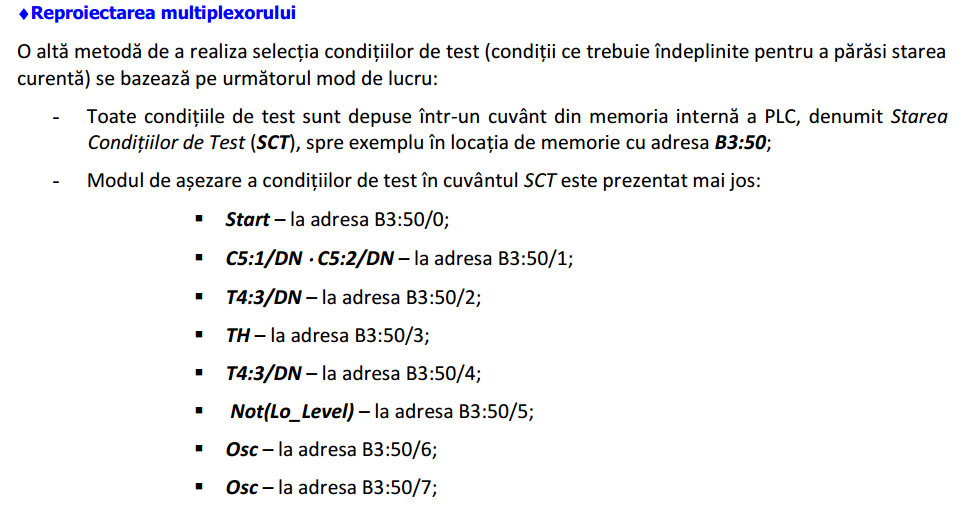 ♦Reproiectarea multiplexorului
O altă metodă de a realiza selecția condițiilor de test (condiții ce trebuie îndeplinite pentru a părăsi starea
curentă) se bazează pe următorul mod de lucru:
- Toate condițiile de test sunt depuse într-un cuvânt din memoria internă a PLC, denumit Starea
Condițiilor de Test (SCT), spre exemplu în locația de memorie cu adresa B3:50;
- Modul de așezare a condițiilor de test în cuvântul SCT este prezentat mai jos:
▪ Start – la adresa B3:50/0;
▪ C5:1/DN · C5:2/DN – la adresa B3:50/1;
▪ T4:3/DN – la adresa B3:50/2;
▪ TH – la adresa B3:50/3;
▪ T4:3/DN – la adresa B3:50/4;
▪ Not(Lo_Level) – la adresa B3:50/5;
▪ Osc – la adresa B3:50/6;
▪ Osc – la adresa B3:50/7;